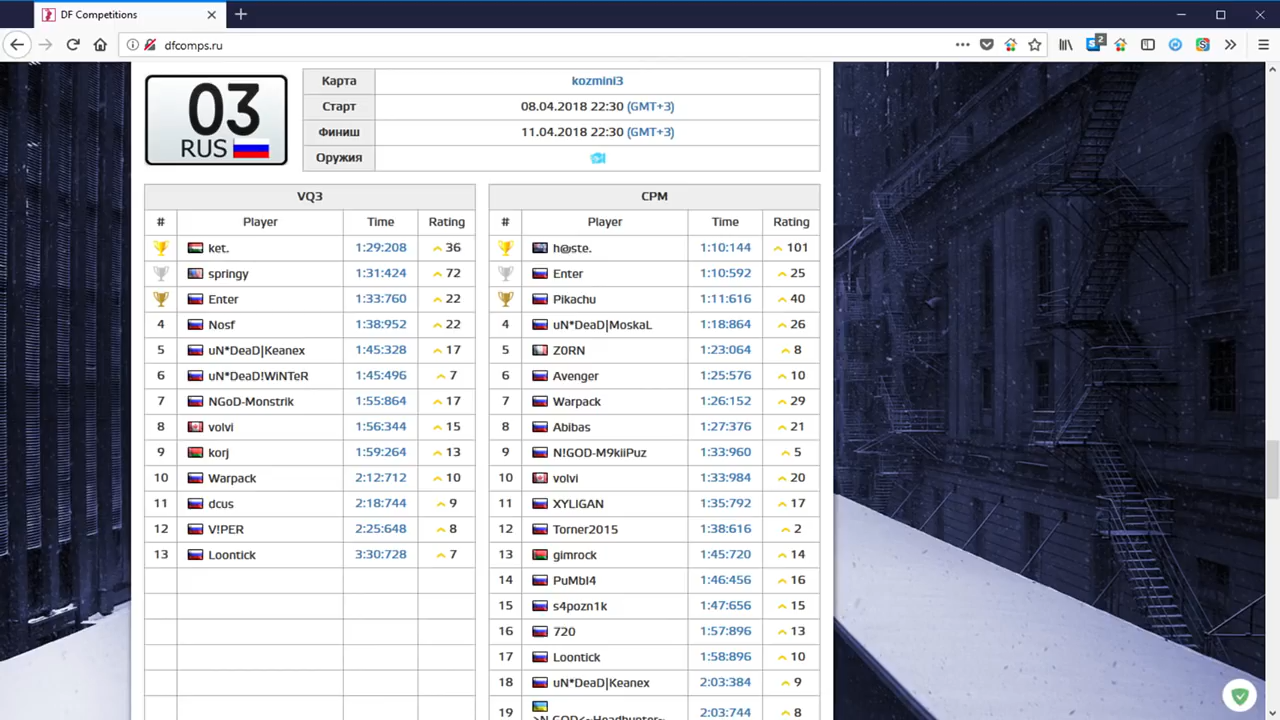 DF Competitions
dfcomps.ru
2
03
RUS
Карта kozmini3
Старт 08.04.2018 22:30 (GMT+3)
Финиш 11.04.2018 22:30 (GMT+3)
Оружия
VQ3
# Player Time Rating
ket. 1:29:208 36
springy 1:31:424 72
Enter 1:33:760 22
4 Nosf 1:38:952 22
5 uN*DeaD|Keanex 1:45:328 17
6 uN*DeaD!WiNTeR 1:45:496 7
7 NGoD-Monstrik 1:55:864 17
8 volvi 1:56:344 15
9 korj 1:59:264 13
10 Warpack 2:12:712 10
11 dcus 2:18:744 9
12 V!PER 2:25:648 8
13 Loontick 3:30:728 7
CPM
# Player Time Rating
h@ste. 1:10:144 101
Enter 1:10:592 25
Pikachu 1:11:616 40
4 uN*DeaD|MoskaL 1:18:864 26
5 Z0RN 1:23:064 8
6 Avenger 1:25:576 10
7 Warpack 1:26:152 29
8 Abibas 1:27:376 21
9 N!GOD-M9kiiPuz 1:33:960 5
10 volvi 1:33:984 20
11 XYLIGAN 1:35:792 17
12 Torner2015 1:38:616 2
13 gimrock 1:45:720 14
14 PuMbl4 1:46:456 16
15 s4pozn1k 1:47:656 15
16 720 1:57:896 13
17 Loontick 1:58:896 10
18 uN*DeaD|Keanex 2:03:384 9
19 >N.GOD<~Headhunter~ 2:03:744 8